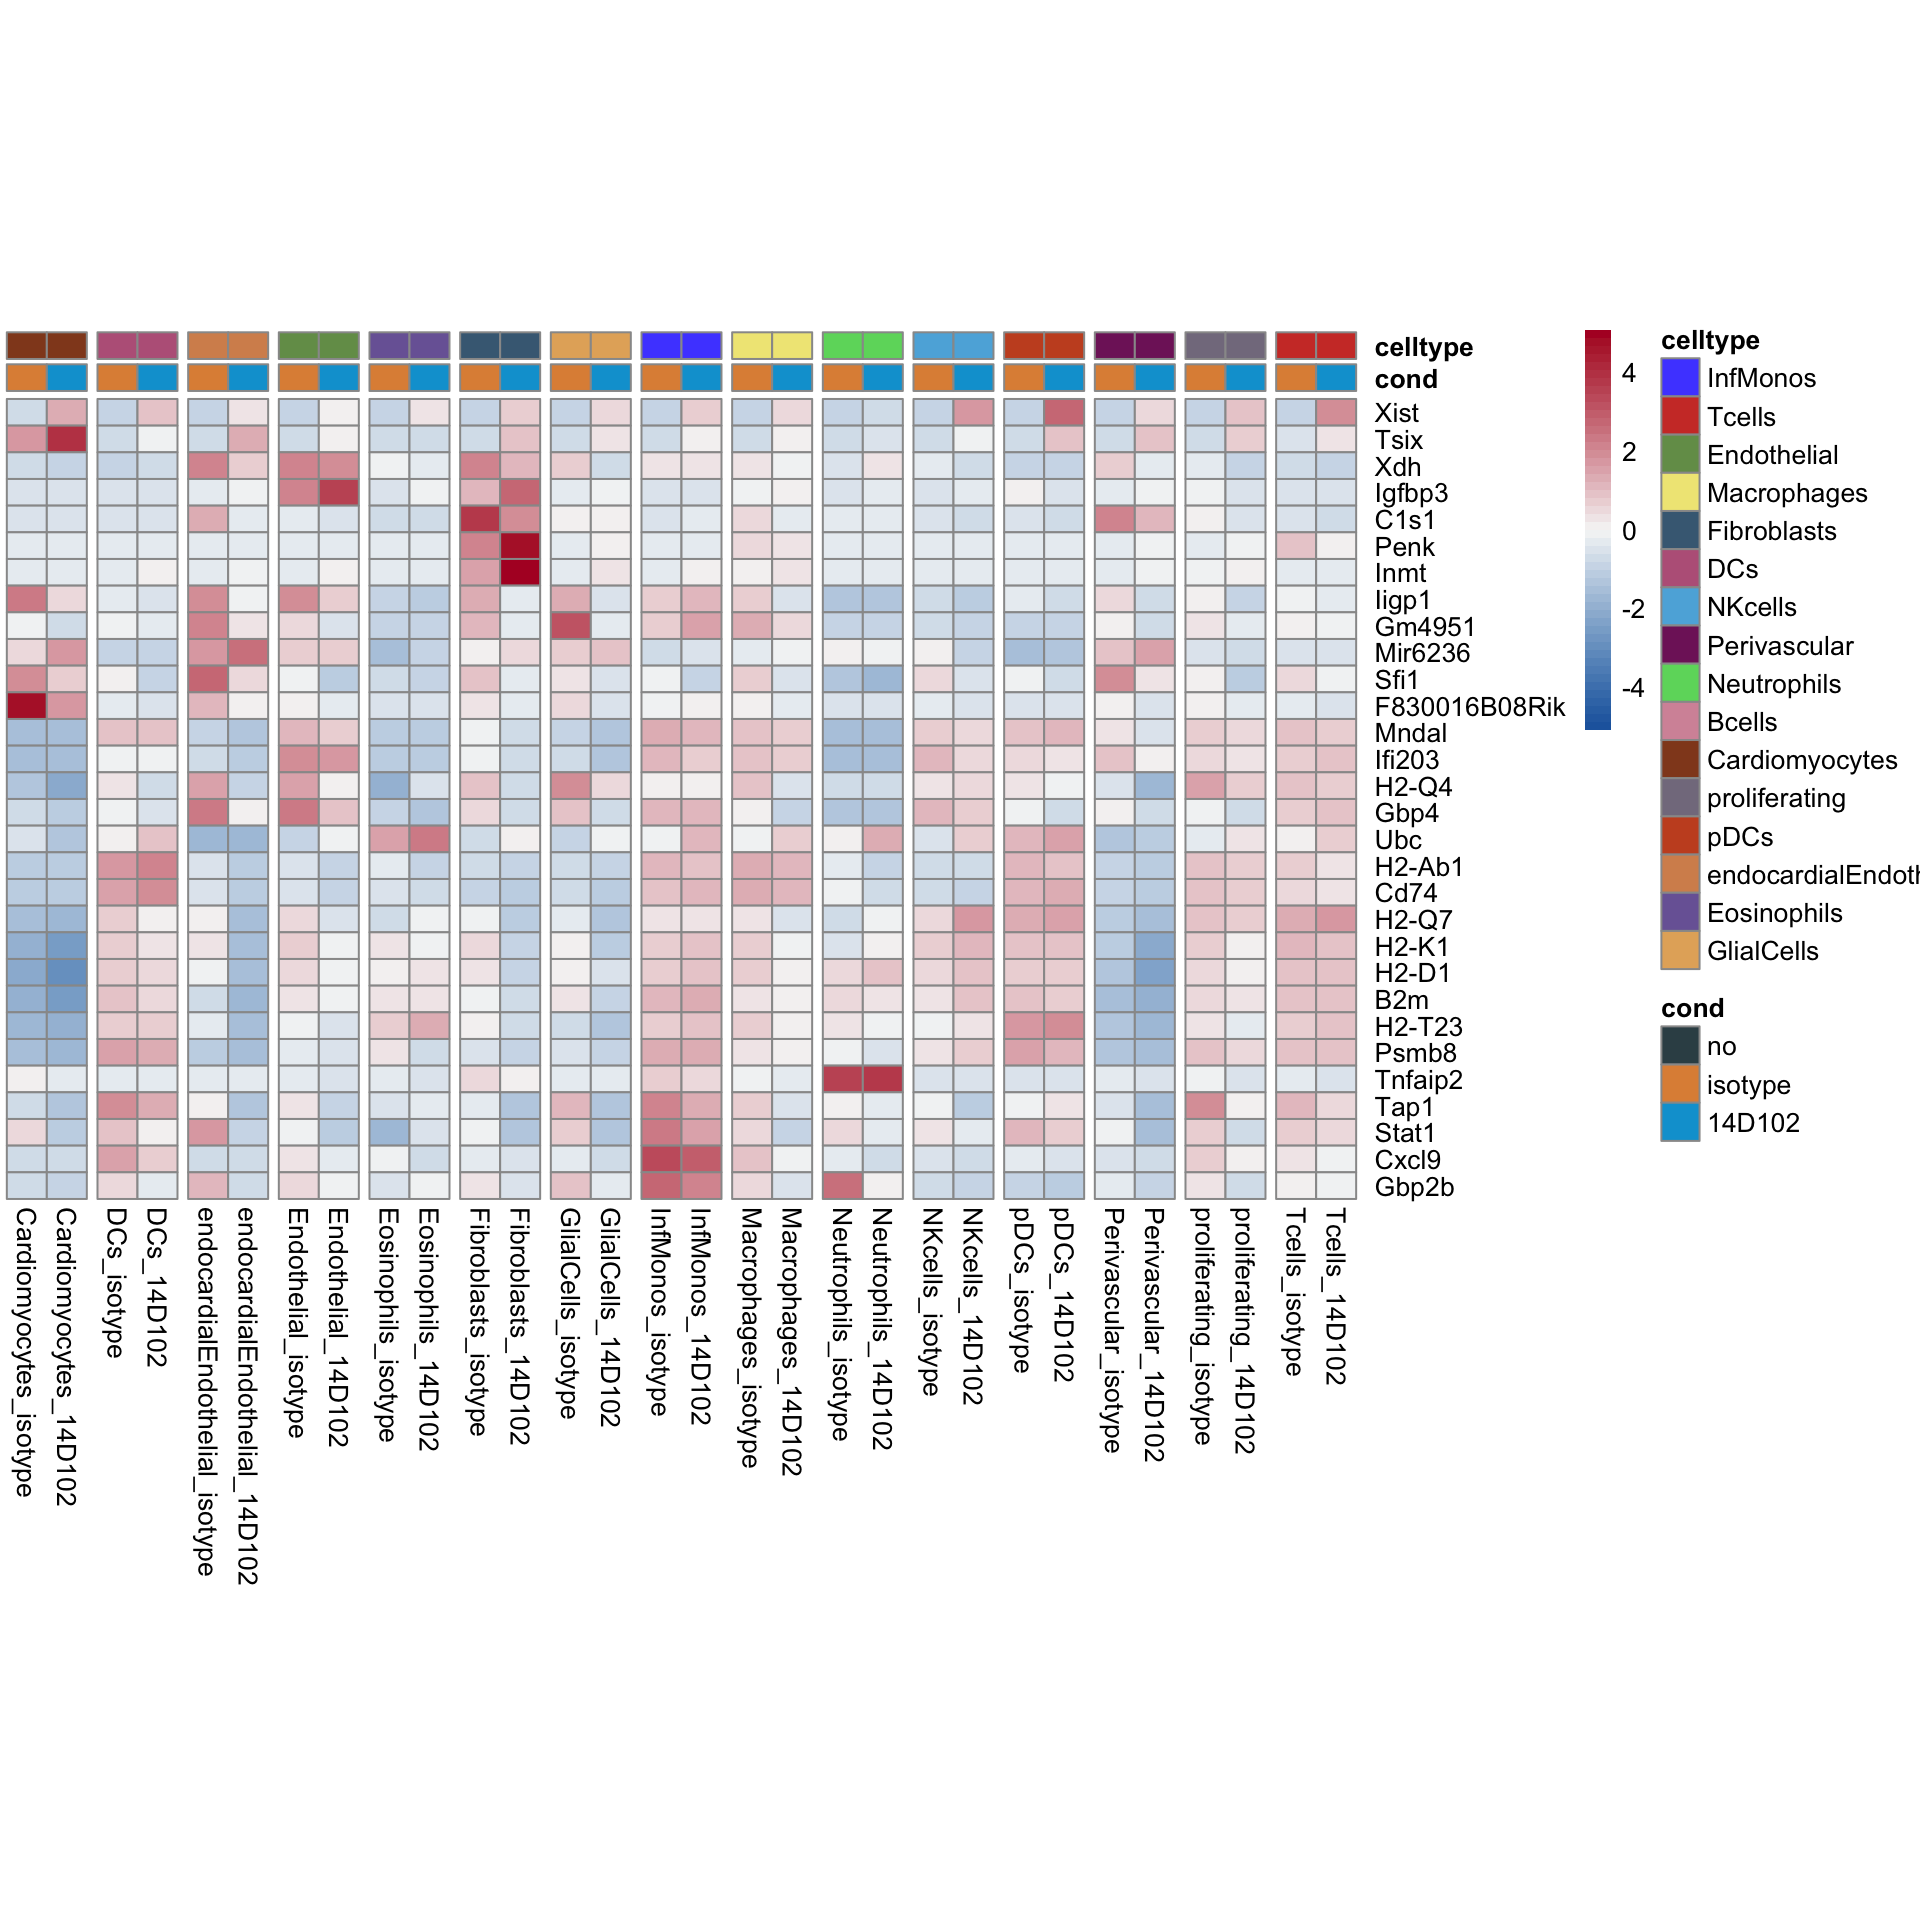 celltype
cond
Xist
Tsix
Xdh
Igfbp3
C1s1
Penk
Inmt
Iigp1
Gm4951
Mir6236
Sfi1
F830016B08Rik
Mndal
Ifi203
H2-Q4
Gbp4
Ubc
H2-Ab1
Cd74
H2-Q7
H2-K1
H2-D1
B2m
H2-T23
Psmb8
Tnfaip2
Tap1
Stat1
Cxcl9
Gbp2b
Cardiomyocytes_isotype
Cardiomyocytes_14D102
DCs_isotype
DCs_14D102
endocardialEndothelial_isotype
endocardialEndothelial_14D102
Endothelial_isotype
Endothelial_14D102
Eosinophils_isotype
Eosinophils_14D102
Fibroblasts_isotype
Fibroblasts_14D102
GlialCells_isotype
GlialCells_14D102
InfMonos_isotype
InfMonos_14D102
Macrophages_isotype
Macrophages_14D102
Neutrophils_isotype
Neutrophils_14D102
NKcells_isotype
NKcells_14D102
pDCs_isotype
pDCs_14D102
Perivascular_isotype
Perivascular_14D102
proliferating_isotype
proliferating_14D102
Tcells_isotype
Tcells_14D102
4
2
0
-2
-4
celltype
InfMonos
Tcells
Endothelial
Macrophages
Fibroblasts
DCs
NKcells
Perivascular
Neutrophils
Bcells
Cardiomyocytes
proliferating
pDCs
endocardialEndoth
Eosinophils
GlialCells
cond
no
isotype
14D102